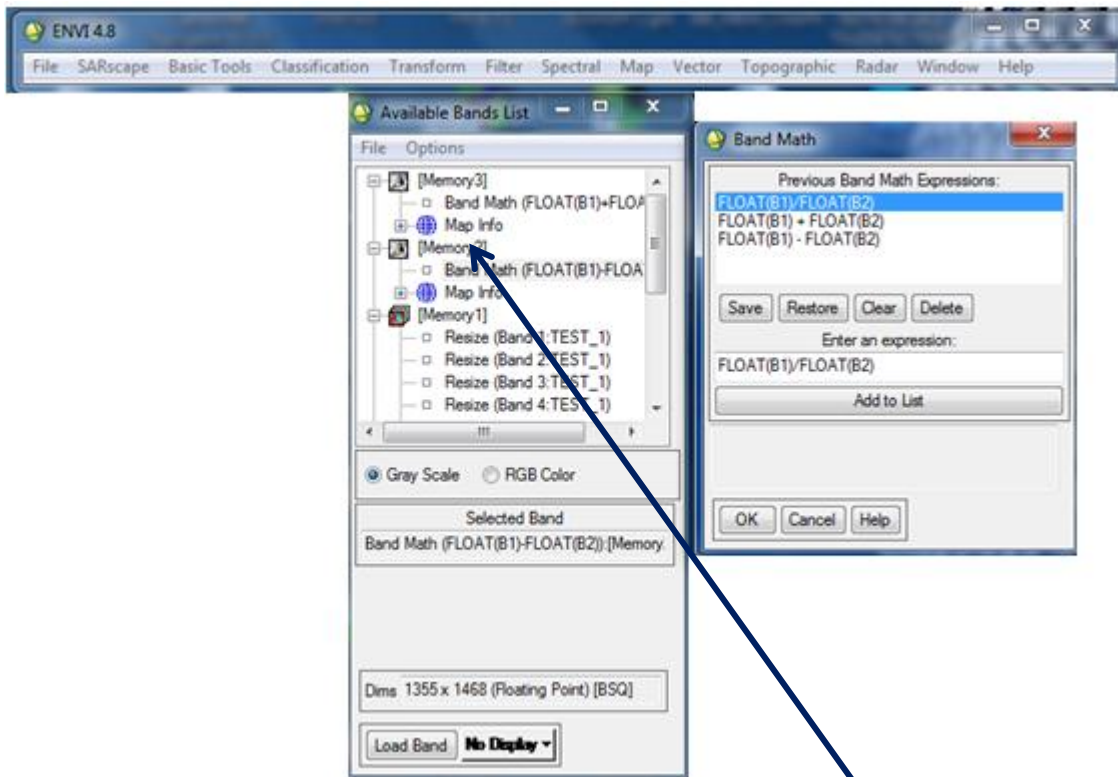 ENVI 4.8
File SARscape Basic Tools Classification Transform Filter Spectral Map Vector Topographic Radar Window Help
Available Bands List
File Options
[Memory3]
Band Math (FLOAT(B1)+FLOA
Map Info
[Memory2]
Band Math (FLOAT(B1)-FLOA
Map Info
[Memory1]
Resize (Band 1:TEST_1)
Resize (Band 2:TEST_1)
Resize (Band 3:TEST_1)
Resize (Band 4:TEST_1)
Gray Scale RGB Color
Selected Band
Band Math (FLOAT(B1)-FLOAT(B2)):[Memory
Dims 1355 x 1468 (Floating Point) [BSQ]
Load Band No Display
Band Math
Previous Band Math Expressions:
FLOAT(B1)/FLOAT(B2)
FLOAT(B1) + FLOAT(B2)
FLOAT(B1) - FLOAT(B2)
Save Restore Clear Delete
Enter an expression:
FLOAT(B1)/FLOAT(B2)
Add to List
OK Cancel Help